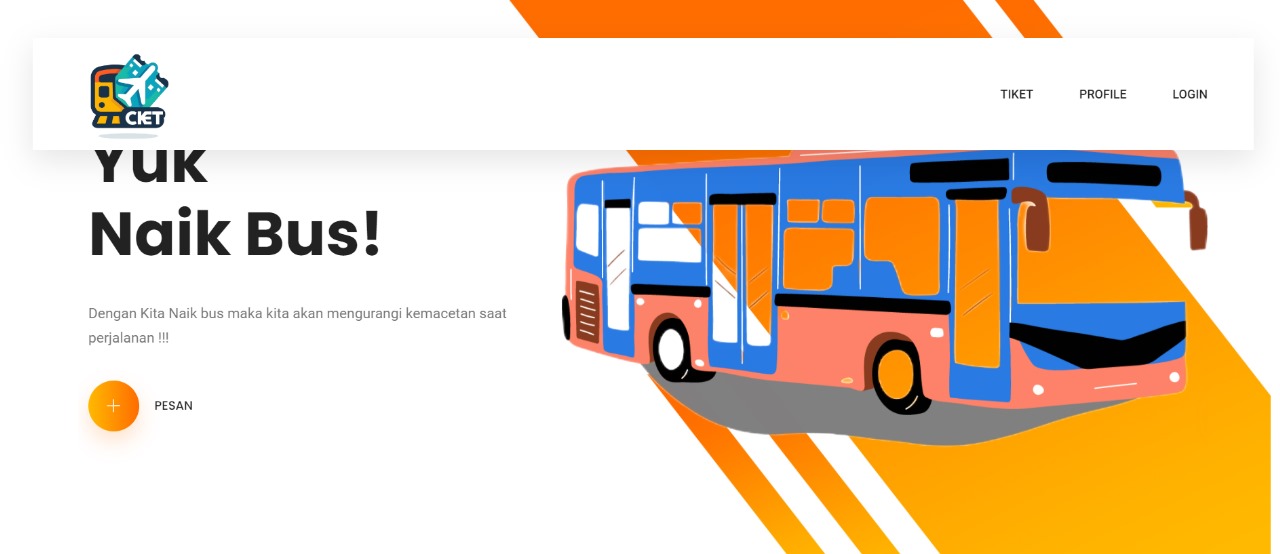 CKET
TIKET
PROFILE
LOGIN
Yuk
Naik Bus!
Dengan Kita Naik bus maka kita akan mengurangi kemacetan saat
perjalanan !!!
PESAN